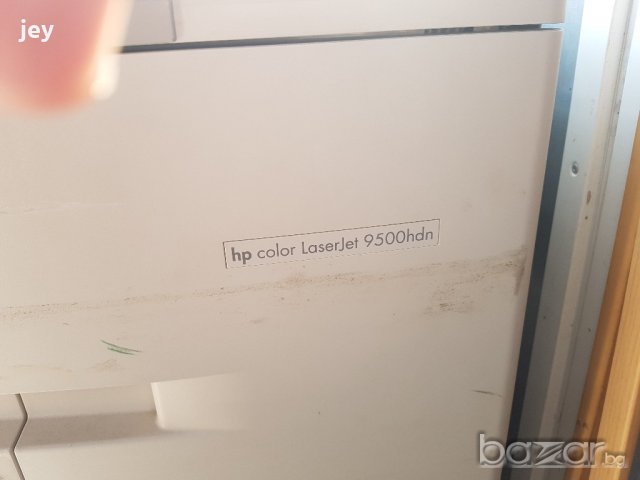 jey
hp color LaserJet 9500hdn
bazar.bg